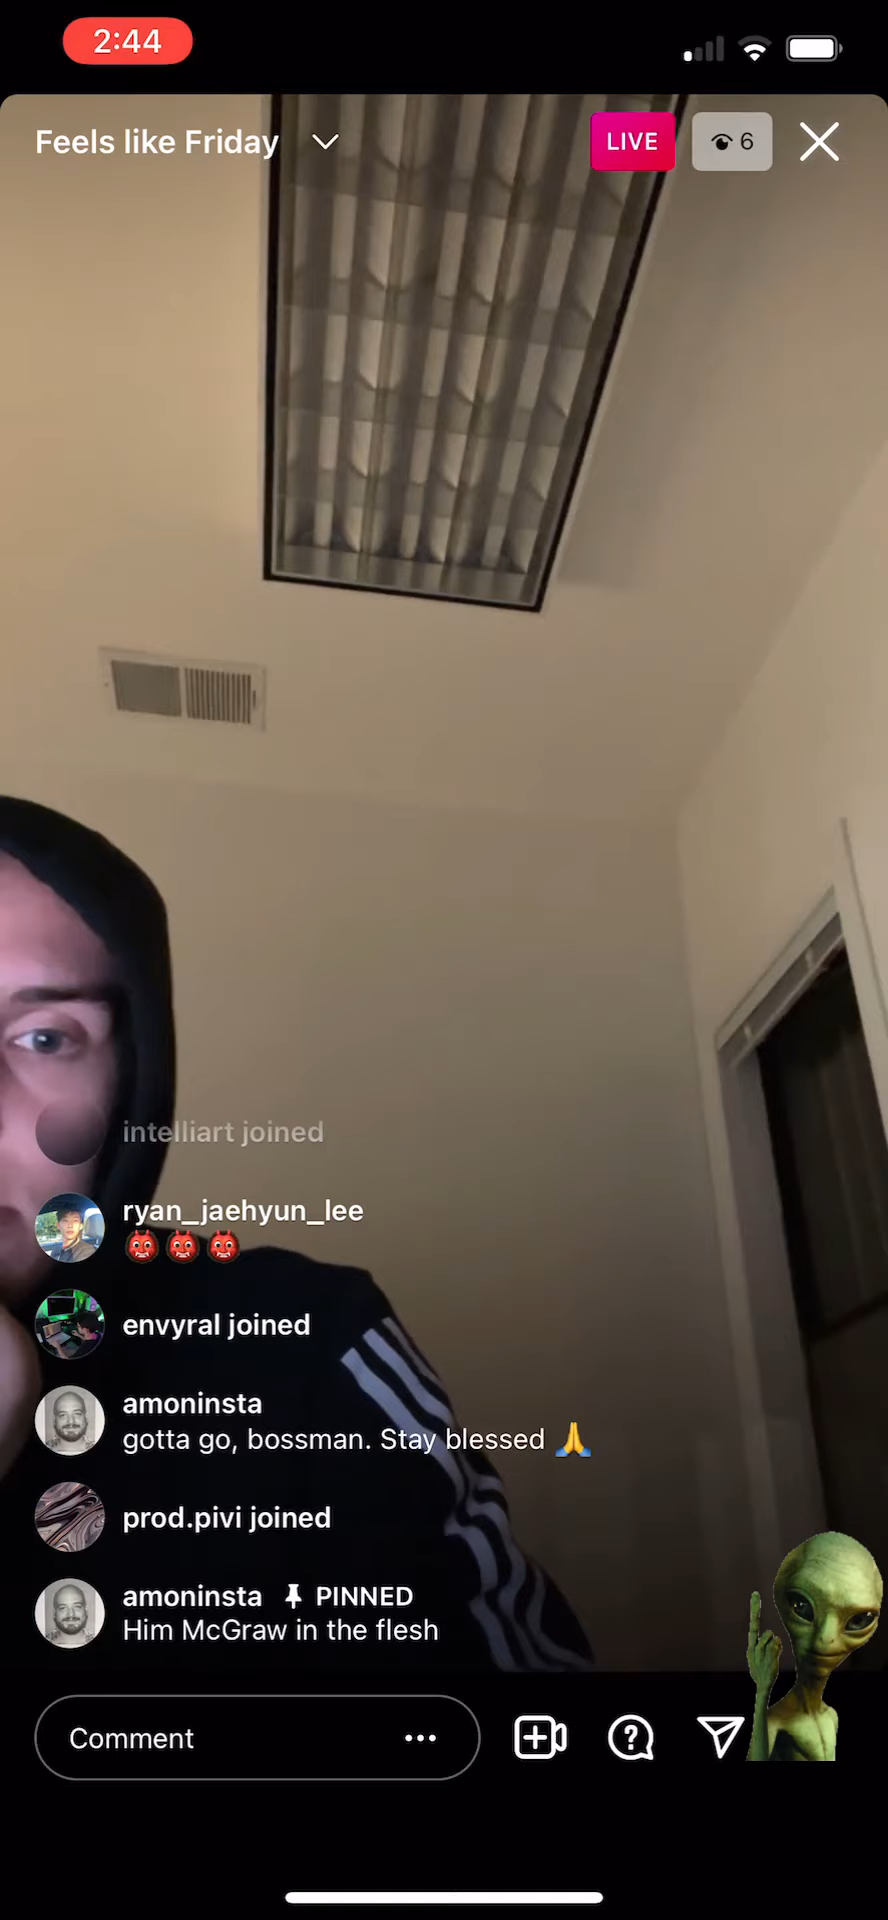 2:44
Feels like Friday
LIVE
6
intelliart joined
ryan_jaehyun_lee
👹👹👹
envyral joined
amoninsta
gotta go, bossman. Stay blessed 🙏
prod.pivi joined
amoninsta PINNED
Him McGraw in the flesh
Comment